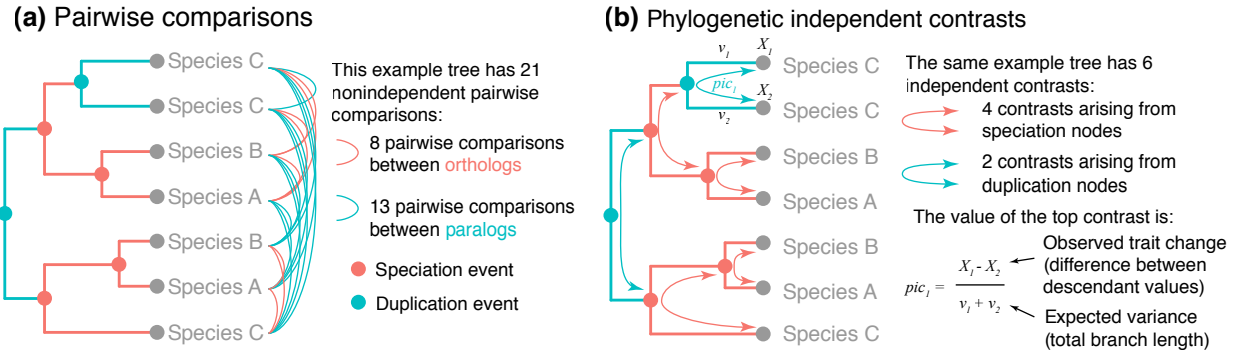 (a) Pairwise comparisons
Species C
Species C
Species B
Species A
Species B
Species A
Species C
This example tree has 21
nonindependent pairwise
comparisons:
8 pairwise comparisons
between orthologs
13 pairwise comparisons
between paralogs
Speciation event
Duplication event
(b) Phylogenetic independent contrasts
v1
X1
Species C
pic1
X2
v2
Species C
Species B
Species A
Species B
Species A
Species C
The same example tree has 6
independent contrasts:
4 contrasts arising from
speciation nodes
2 contrasts arising from
duplication nodes
The value of the top contrast is:
pic1 =
X1 - X2
v1 + v2
Observed trait change
(difference between
descendant values)
Expected variance
(total branch length)